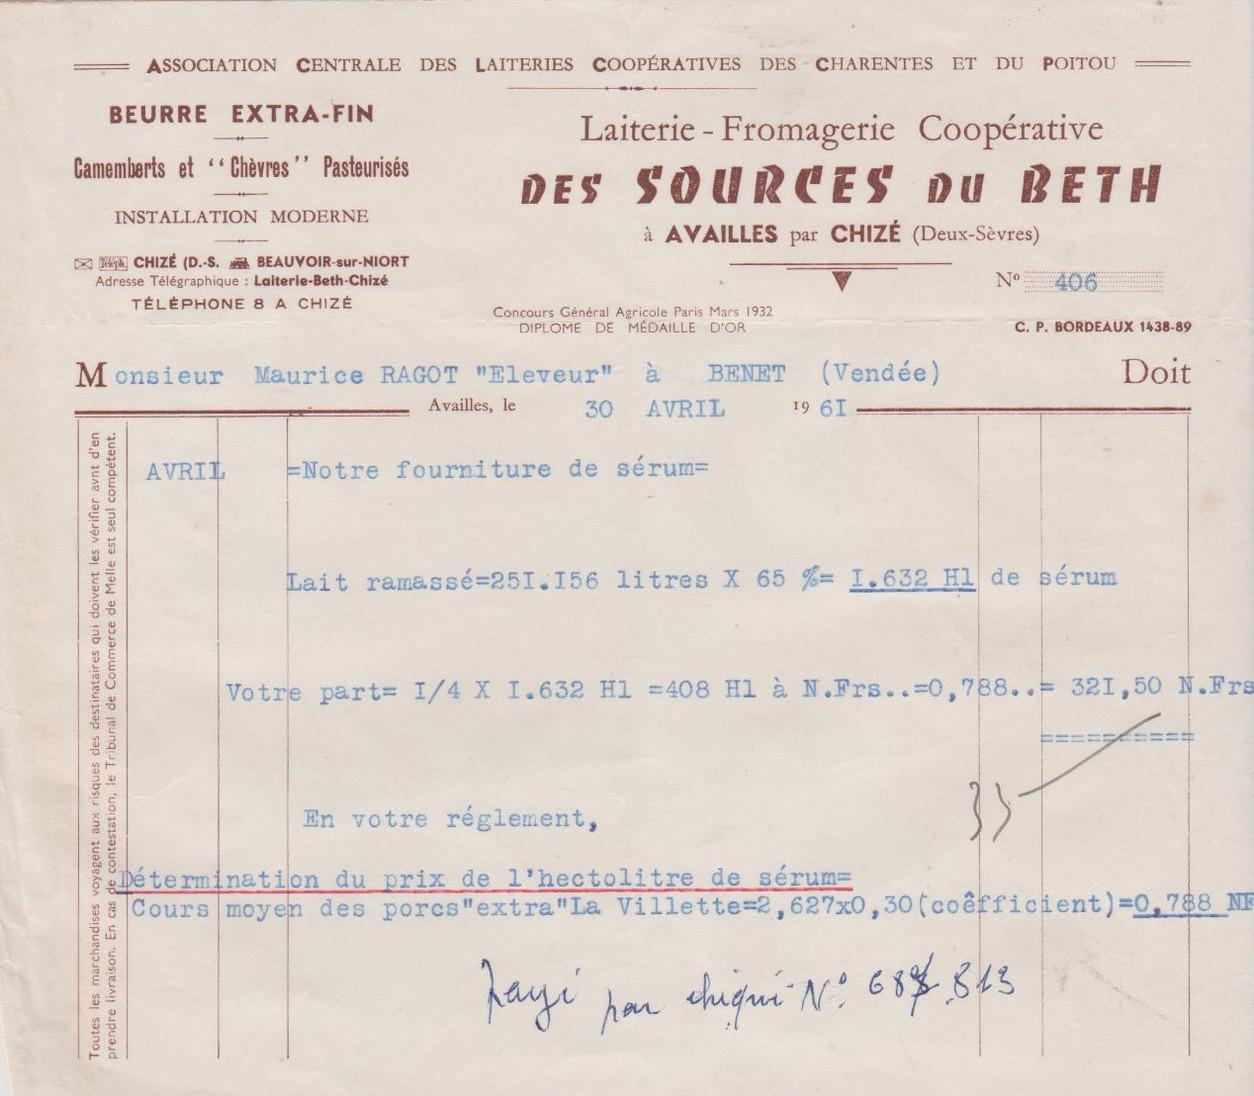 ASSOCIATION CENTRALE DES LAITERIES COOPÉRATIVES DES CHARENTES ET DU POITOU
BEURRE EXTRA-FIN
Camemberts et "Chèvres" Pasteurisés
INSTALLATION MODERNE
Téléph. CHIZÉ (D.-S. BEAUVOIR-sur-NIORT
Adresse Télégraphique : Laiterie-Beth-Chizé
TÉLÉPHONE 8 A CHIZÉ
Laiterie - Fromagerie Coopérative
DES SOURCES DU BETH
à AVAILLES par CHIZÉ (Deux-Sèvres)
N° 406
Concours Général Agricole Paris Mars 1932
DIPLOME DE MÉDAILLE D'OR
C. P. BORDEAUX 1438-89
Monsieur Maurice RAGOT "Eleveur" à BENET (Vendée) Doit
Availles, le 30 AVRIL 1961
Toutes les marchandises voyagent aux risques des destinataires qui doivent les vérifier avnt d'en
prendre livraison. En cas de contestation, le Tribunal de Commerce de Melle est seul compétent.
AVRIL =Notre fourniture de sérum=
Lait ramassé=25I.I56 litres X 65 %= I.632 Hl de sérum
Votre part= I/4 X I.632 Hl =408 Hl à N.Frs..=0,788..= 32I,50 N.Frs
==========
En votre réglement,
Détermination du prix de l'hectolitre de sérum=
Cours moyen des porcs"extra"La Villette=2,627x0,30(coêfficient)=0,788 NF
payé par chèque N°